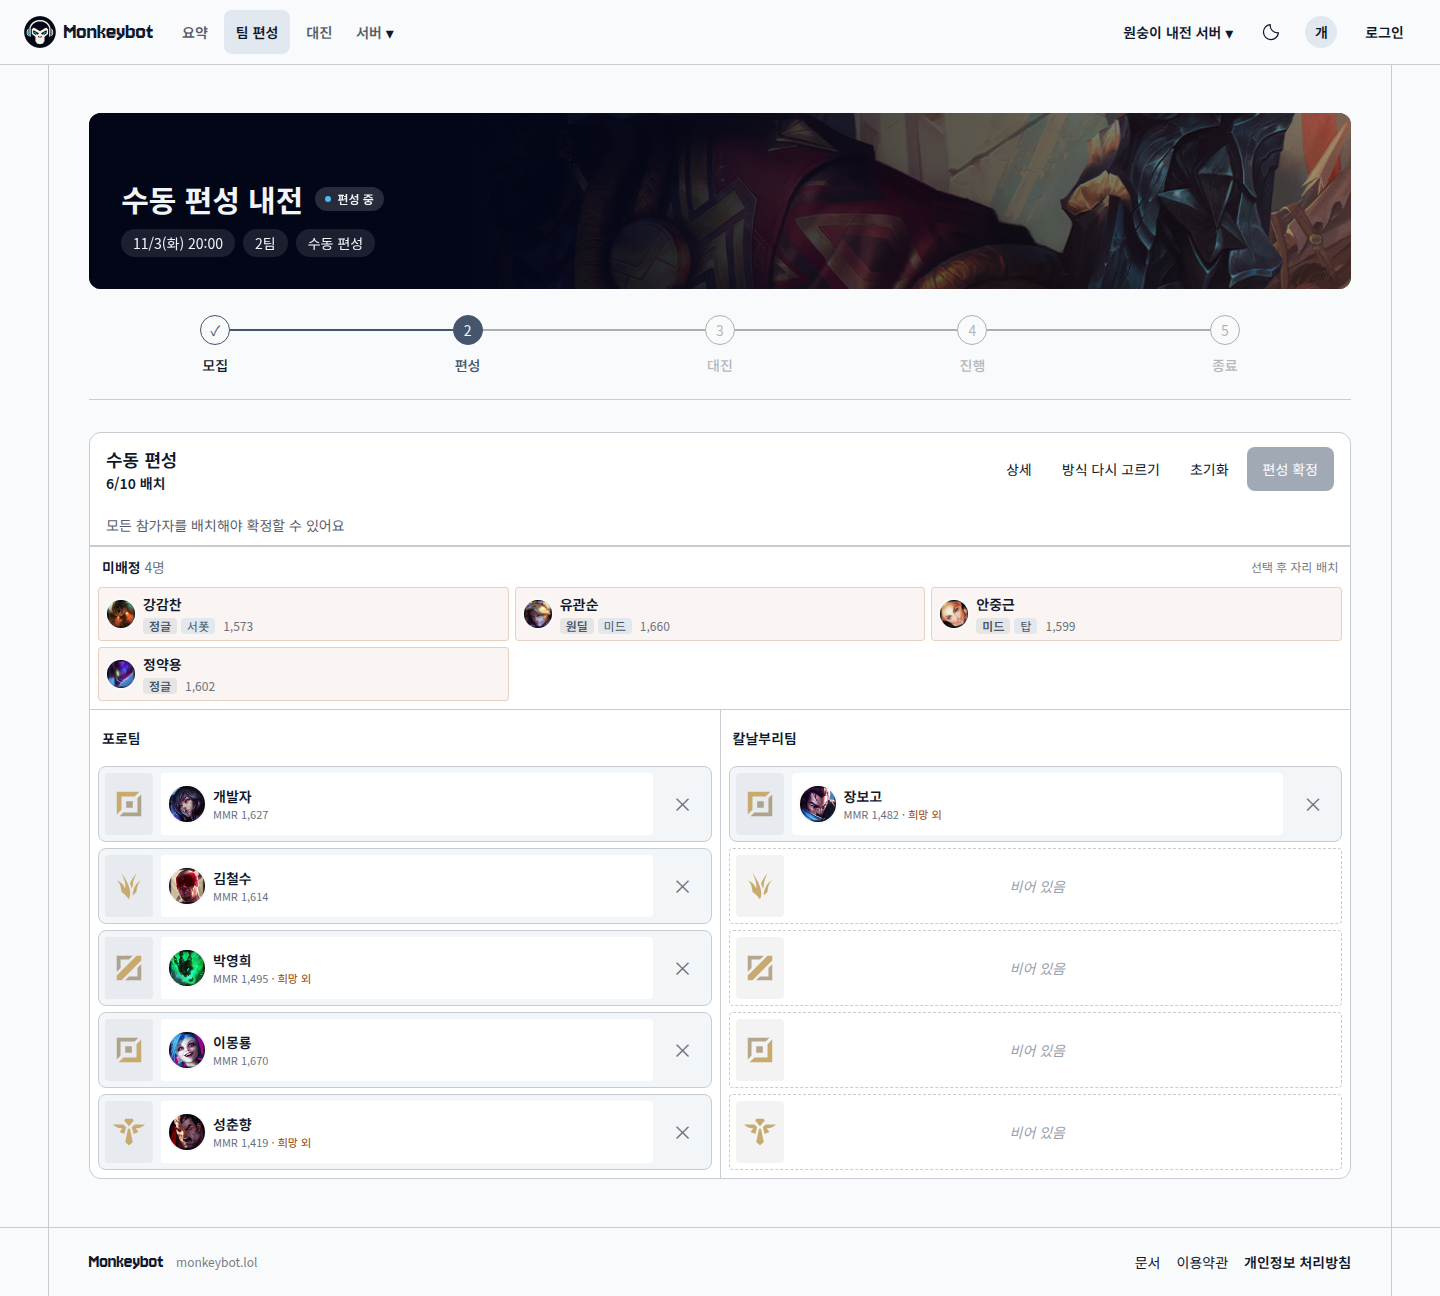 Monkeybot 요약 팀 편성 대진 서버 ▾ 원숭이 내전 서버 ▾ 개 로그인
수동 편성 내전 편성 중
11/3(화) 20:00 2팀 수동 편성
✓ 2 3 4 5
모집 편성 대진 진행 종료
수동 편성
6/10 배치
상세 방식 다시 고르기 초기화 편성 확정
모든 참가자를 배치해야 확정할 수 있어요
미배정 4명 선택 후 자리 배치
강감찬
정글 서폿 1,573
유관순
원딜 미드 1,660
안중근
미드 탑 1,599
정약용
정글 1,602
포로팀
개발자
MMR 1,627
김철수
MMR 1,614
박영희
MMR 1,495 · 희망 외
이몽룡
MMR 1,670
성춘향
MMR 1,419 · 희망 외
칼날부리팀
장보고
MMR 1,482 · 희망 외
비어 있음
비어 있음
비어 있음
비어 있음
Monkeybot monkeybot.lol 문서 이용약관 개인정보 처리방침